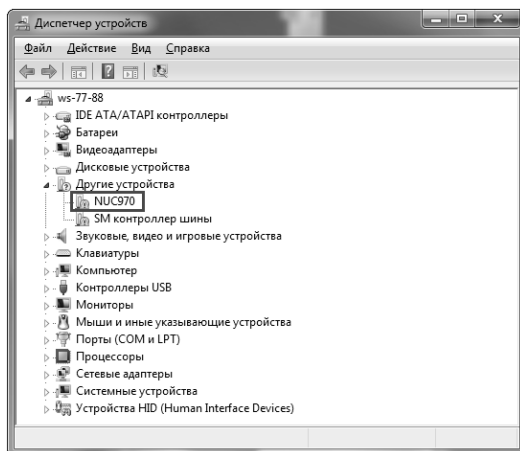 Диспетчер устройств
Файл Действие Вид Справка
ws-77-88
IDE ATA/ATAPI контроллеры
Батареи
Видеоадаптеры
Дисковые устройства
Другие устройства
NUC970
SM контроллер шины
Звуковые, видео и игровые устройства
Клавиатуры
Компьютер
Контроллеры USB
Мониторы
Мыши и иные указывающие устройства
Порты (COM и LPT)
Процессоры
Сетевые адаптеры
Системные устройства
Устройства HID (Human Interface Devices)